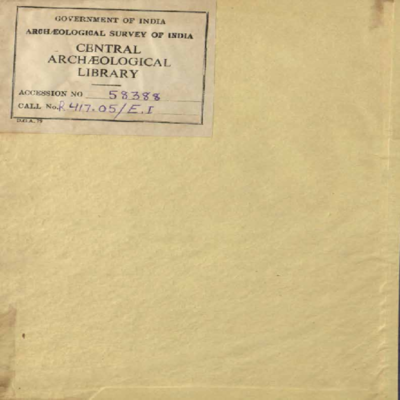 GOVERNMENT OF INDIA
ARCHÆOLOGICAL SURVEY OF INDIA
CENTRAL
ARCHÆOLOGICAL
LIBRARY
ACCESSION NO 58388
CALL No. R 417.05/E.I